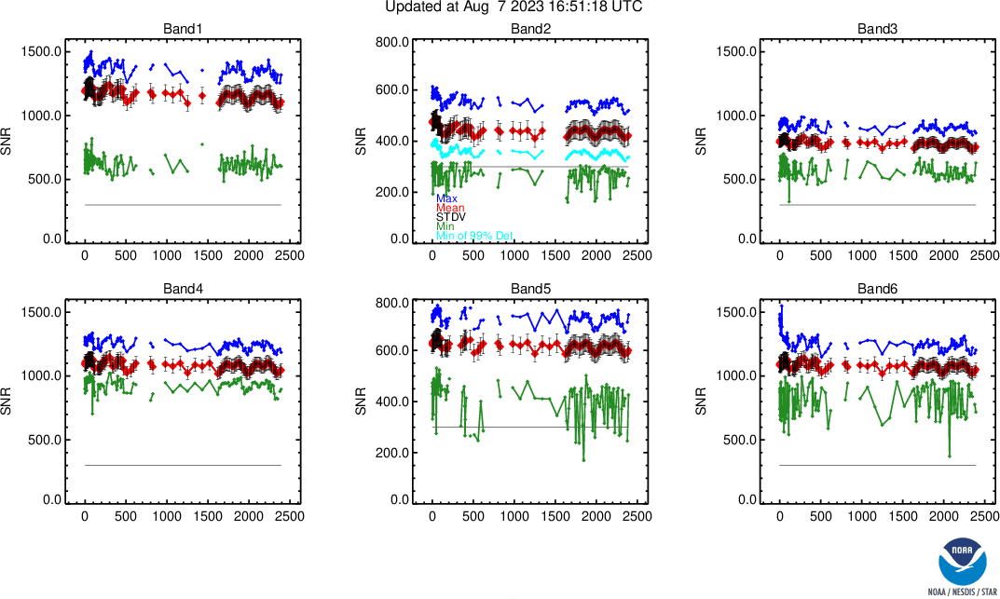 Updated at Aug 7 2023 16:51:18 UTC
Band1 Band2 Band3
1500.0 800.0 1500.0
600.0
1000.0 1000.0
SNR SNR SNR
400.0
500.0 500.0
200.0
Max
Mean
STDV
Min
Min of 99% Det
0.0 0.0 0.0
0 500 1000 1500 2000 2500 0 500 1000 1500 2000 2500 0 500 1000 1500 2000 2500
Band4 Band5 Band6
1500.0 800.0 1500.0
600.0
1000.0 1000.0
SNR SNR SNR
400.0
500.0 500.0
200.0
0.0 0.0 0.0
0 500 1000 1500 2000 2500 0 500 1000 1500 2000 2500 0 500 1000 1500 2000 2500
NOAA
NOAA / NESDIS / STAR